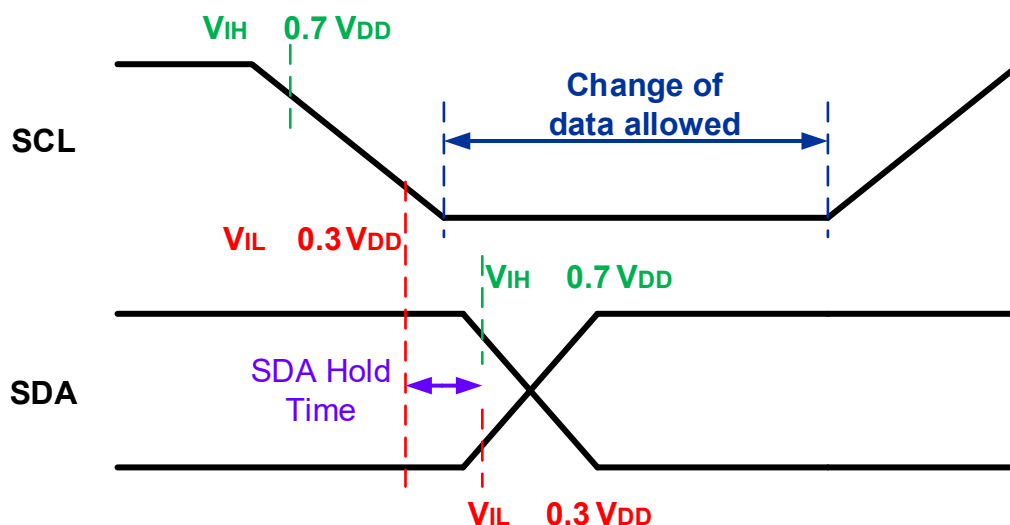 VIH 0.7 VDD
Change of
data allowed
SCL
VIL 0.3 VDD
VIH 0.7 VDD
SDA Hold
Time
SDA
VIL 0.3 VDD